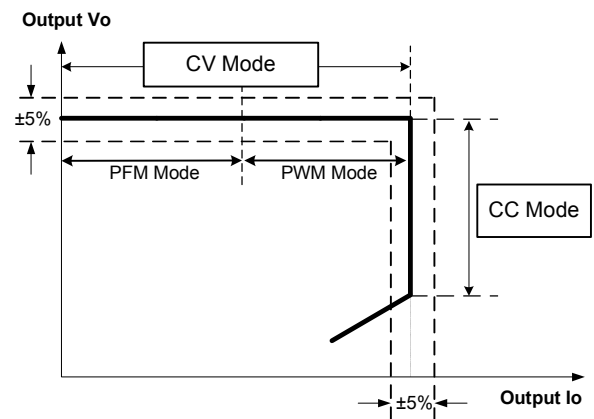 Output Vo
CV Mode
±5%
PFM Mode
PWM Mode
CC Mode
±5%
Output Io